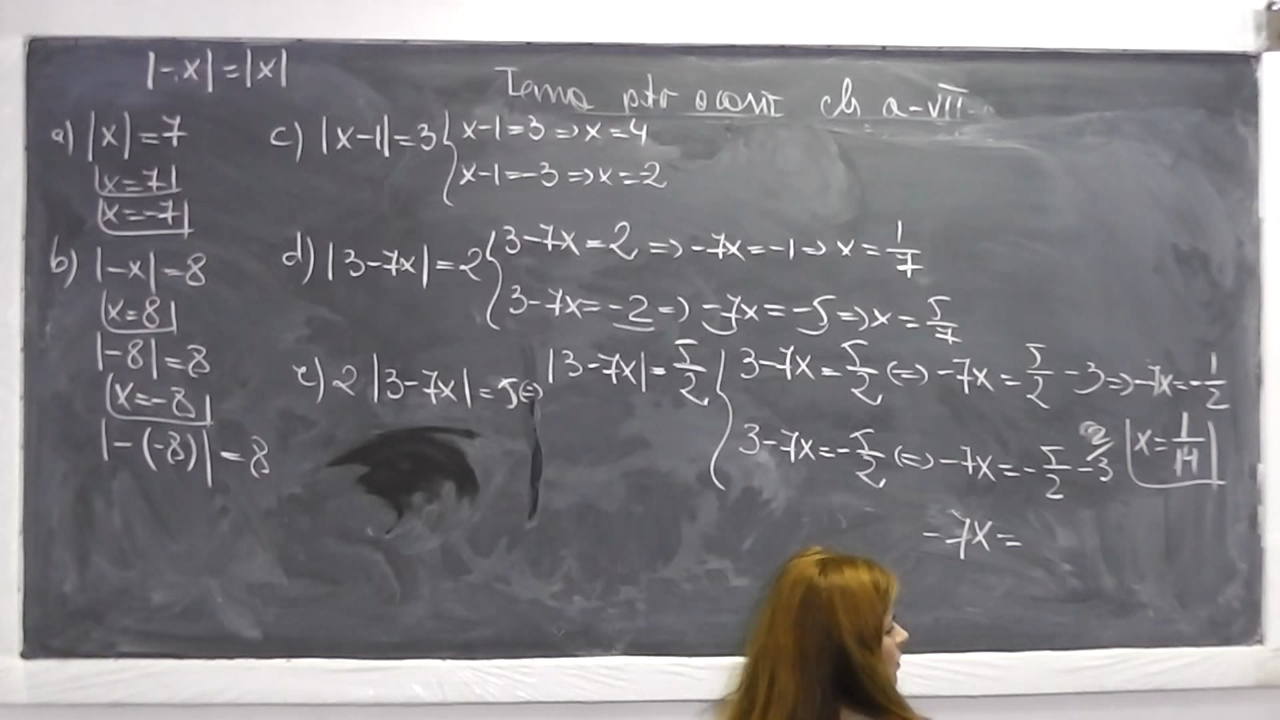 |-x|=|x|
Tema ptr acasă cls a-VII-a
a) |x|=7
x=7
x=-7
b) |-x|=8
x=8
|-8|=8
x=-8
|-(-8)|=8
c) |x-1|=3 { x-1=3 => x=4
x-1=-3 => x=-2
d) |3-7x|=2 { 3-7x=2 => -7x=-1 => x=1/7
3-7x=-2 => -7x=-5 => x=5/7
e) 2|3-7x|=5 <=> |3-7x|=5/2 { 3-7x=5/2 <=> -7x=5/2-3 => -7x=-1/2
x=1/14
3-7x=-5/2 <=> -7x=-5/2 - 2/3
-7x=